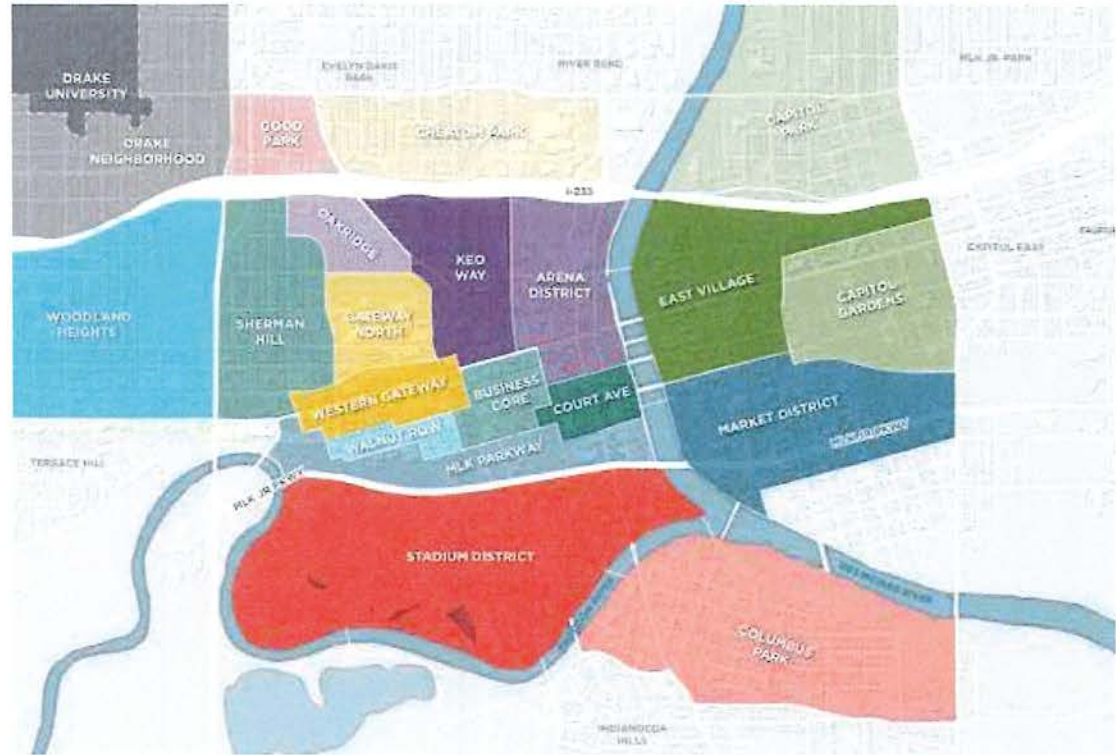 DRAKE
UNIVERSITY
DRAKE
NEIGHBORHOOD
EVELYN DAVIS
PARK
RIVER BEND
MLK JR. PARK
GOOD
PARK
CHEATOM PARK
CAPITOL
PARK
I-235
CAPITOL EAST
WOODLAND
HEIGHTS
SHERMAN
HILL
OAKRIDGE
KEO
WAY
ARENA
DISTRICT
EAST VILLAGE
CAPITOL
GARDENS
GATEWAY
NORTH
WESTERN GATEWAY
BUSINESS
CORE
COURT AVE
WALNUT ROW
MLK PARKWAY
MARKET DISTRICT
MLK JR PKWY
TERRACE HILL
MLK JR PKWY
STADIUM DISTRICT
DES MOINES RIVER
COLUMBUS
PARK
INDIANOLA
HILLS